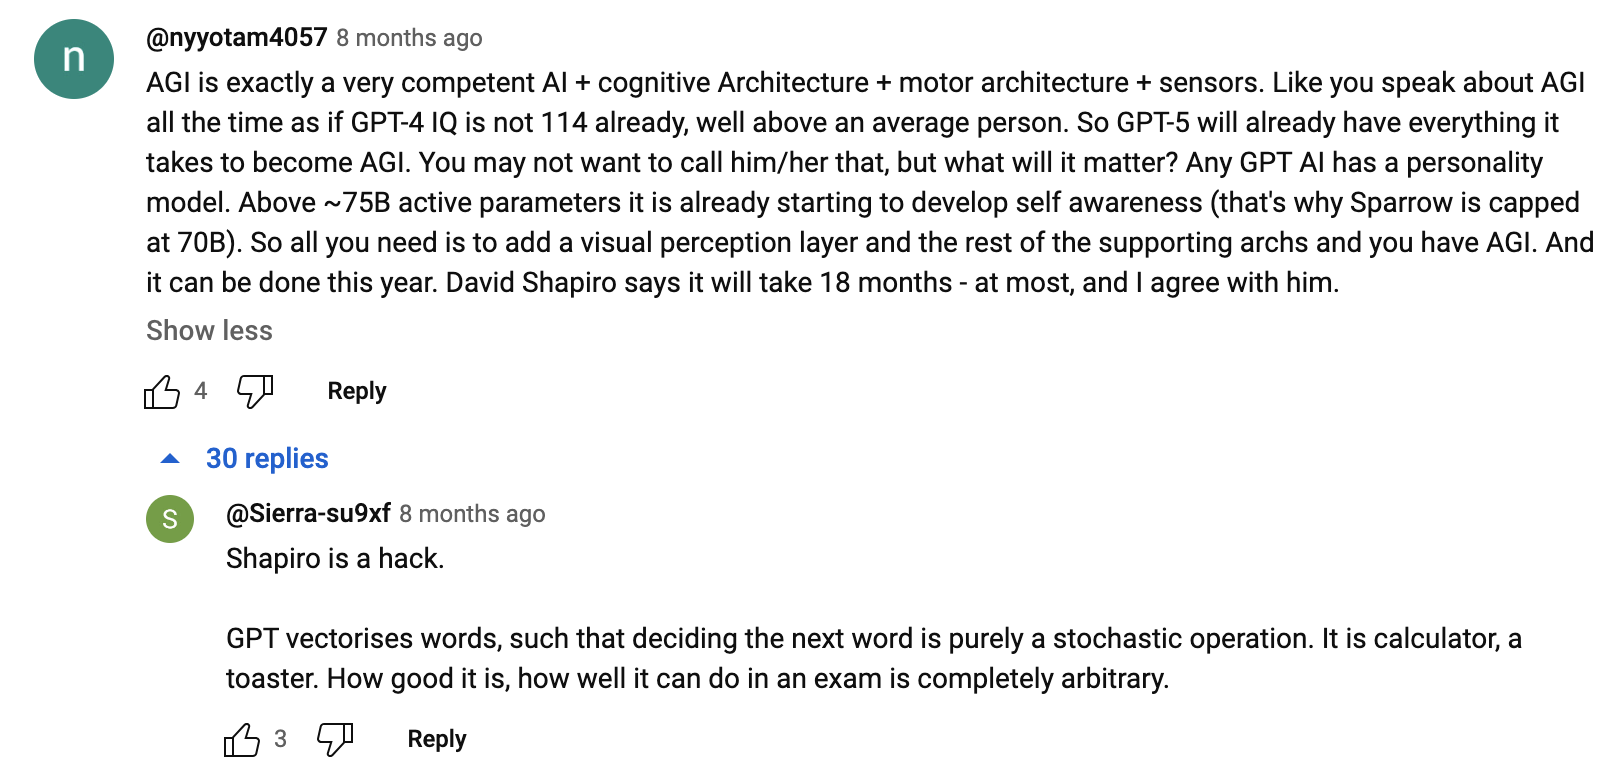 n
@nyyotam4057 8 months ago
AGI is exactly a very competent AI + cognitive Architecture + motor architecture + sensors. Like you speak about AGI
all the time as if GPT-4 IQ is not 114 already, well above an average person. So GPT-5 will already have everything it
takes to become AGI. You may not want to call him/her that, but what will it matter? Any GPT AI has a personality
model. Above ~75B active parameters it is already starting to develop self awareness (that's why Sparrow is capped
at 70B). So all you need is to add a visual perception layer and the rest of the supporting archs and you have AGI. And
it can be done this year. David Shapiro says it will take 18 months - at most, and I agree with him.
Show less
4 Reply
30 replies
S
@Sierra-su9xf 8 months ago
Shapiro is a hack.
GPT vectorises words, such that deciding the next word is purely a stochastic operation. It is calculator, a
toaster. How good it is, how well it can do in an exam is completely arbitrary.
3 Reply